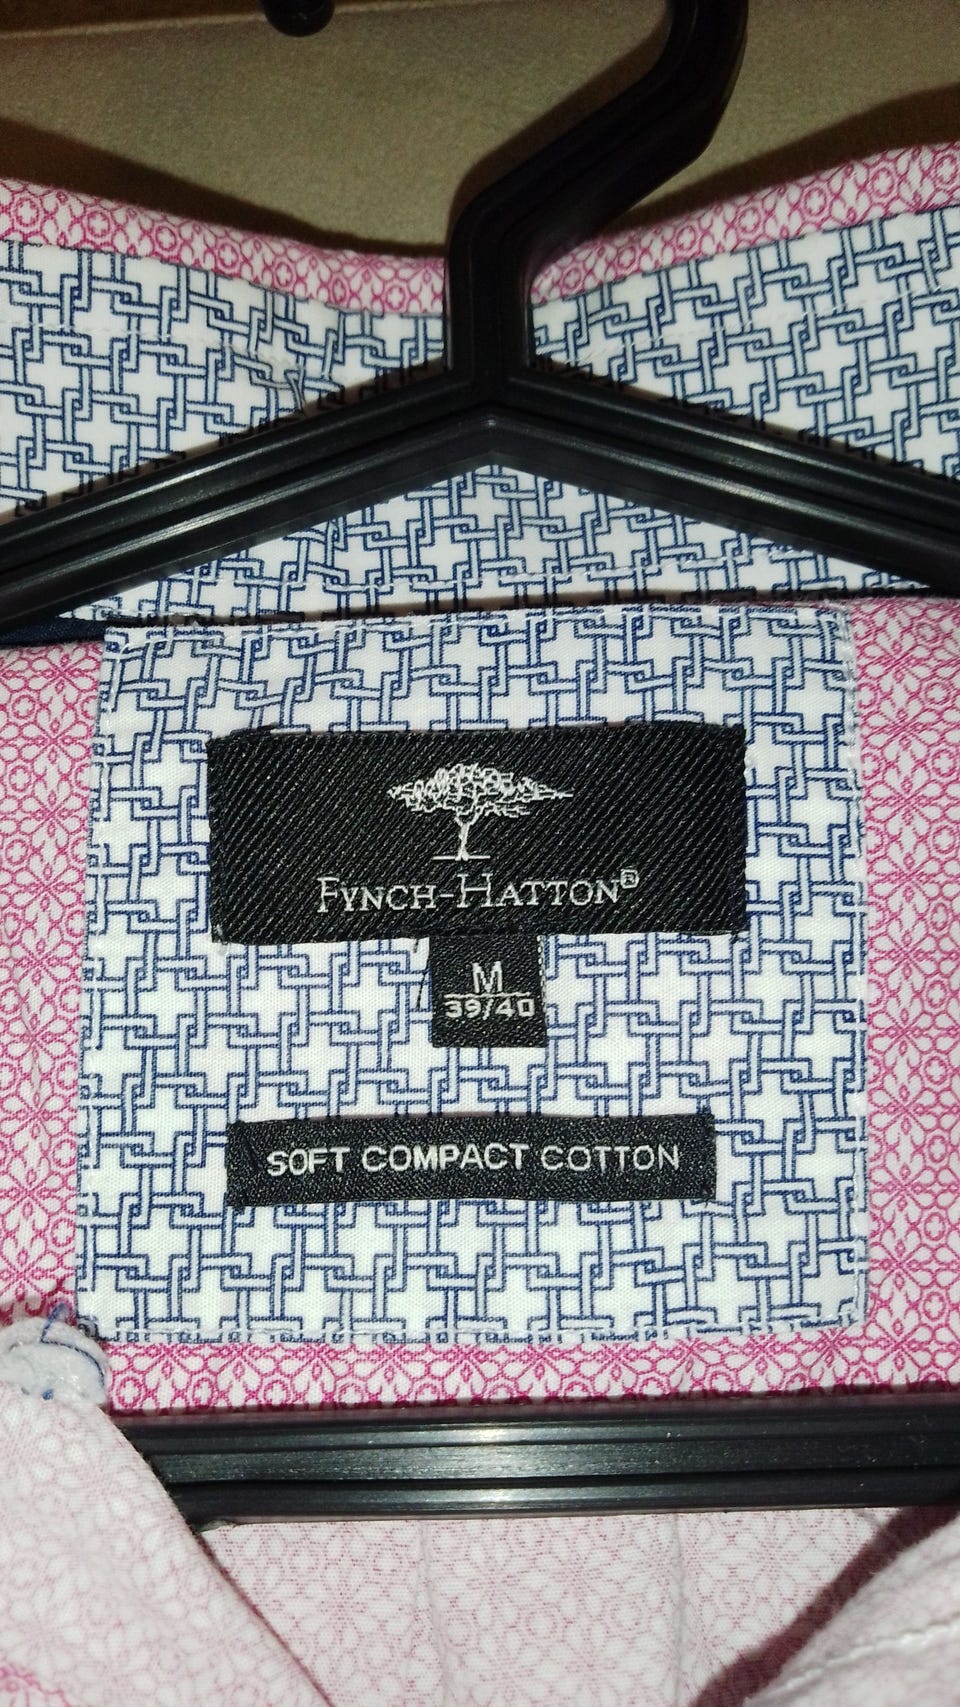 FYNCH-HATTON®
M
39/40
SOFT COMPACT COTTON